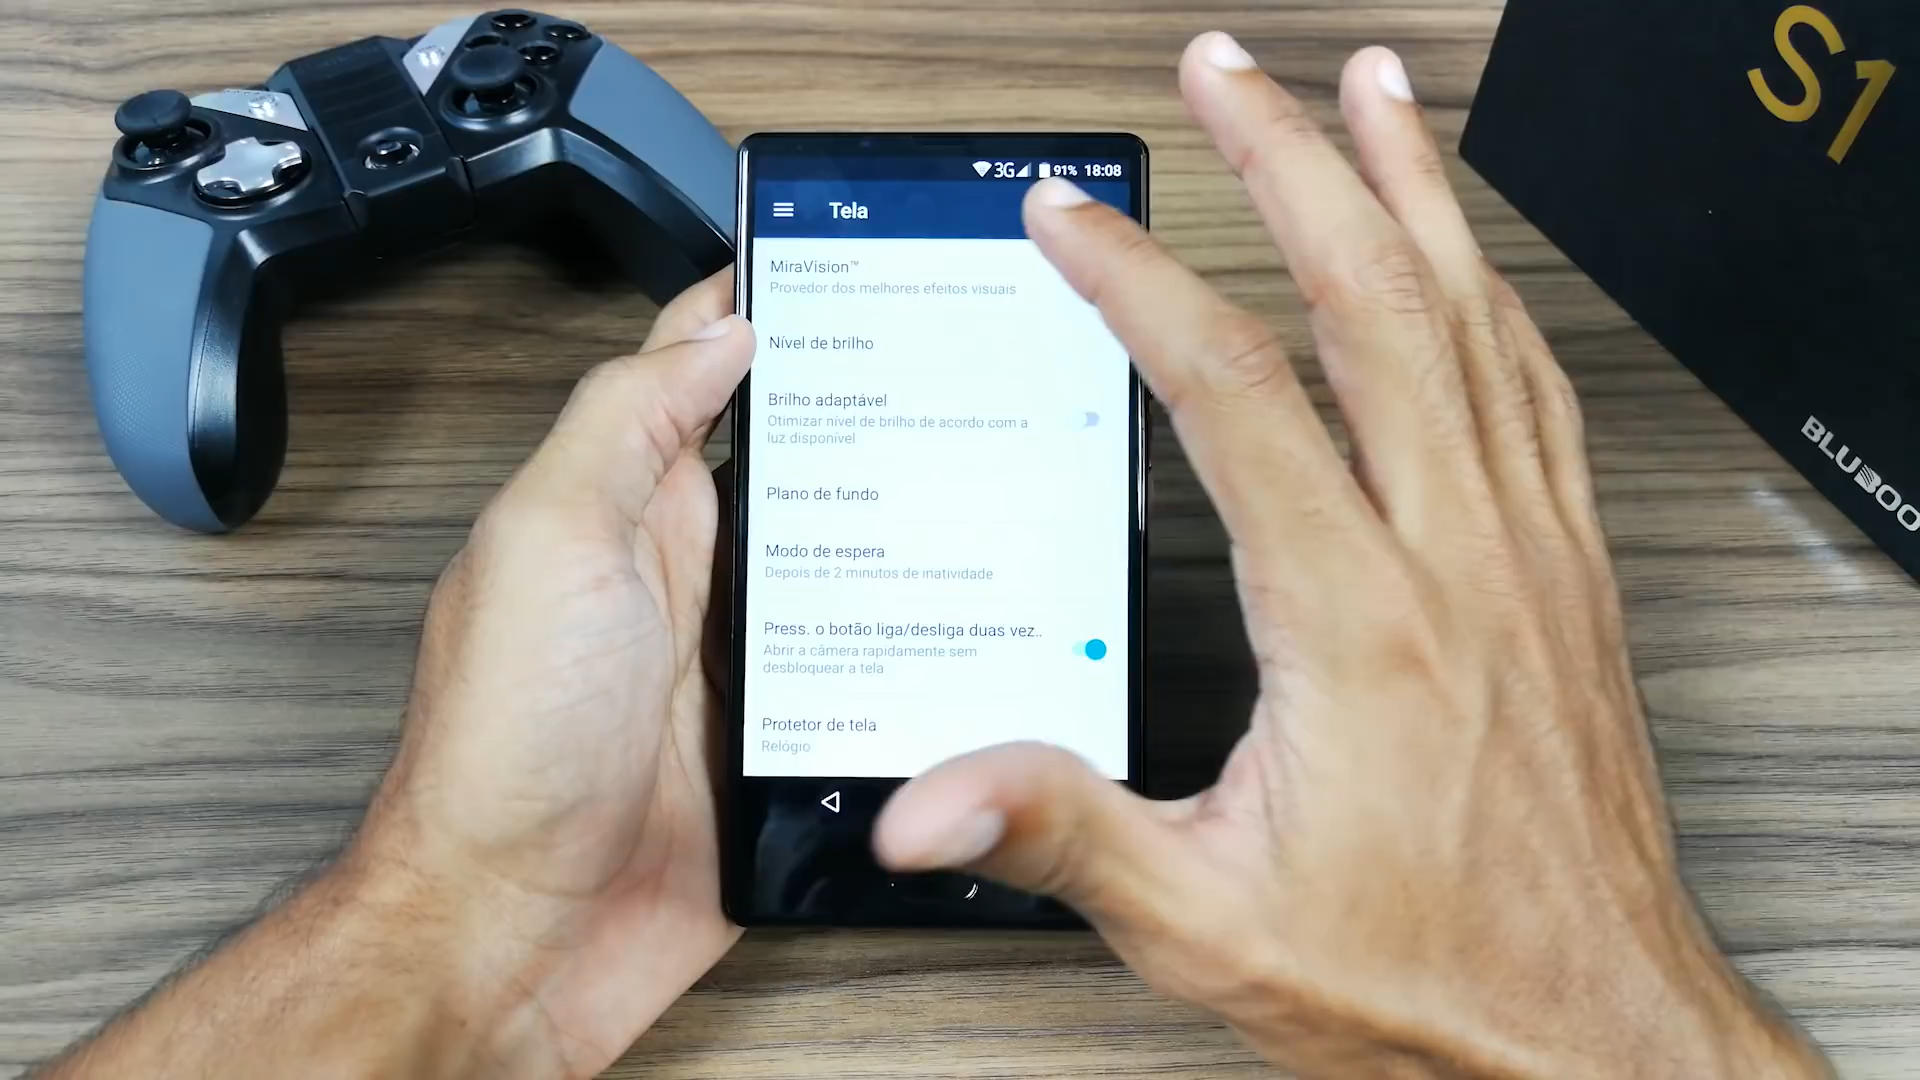 S1
BLUBOO
3G 91% 18:08
Tela
MiraVision™
Provedor dos melhores efeitos visuais
Nível de brilho
Brilho adaptável
Otimizar nível de brilho de acordo com a
luz disponível
Plano de fundo
Modo de espera
Depois de 2 minutos de inatividade
Press. o botão liga/desliga duas vez..
Abrir a câmera rapidamente sem
desbloquear a tela
Protetor de tela
Relógio